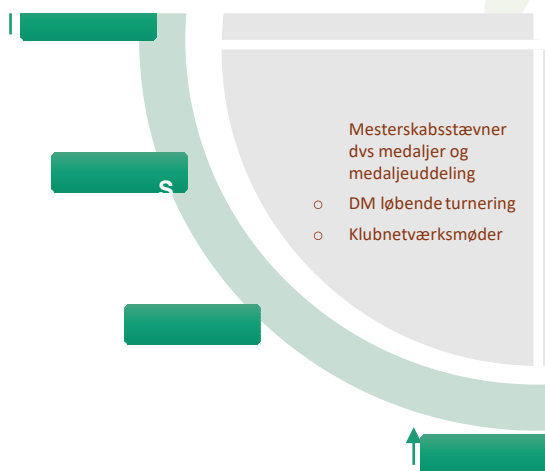 Mesterskabsstævner
dvs medaljer og
medaljeuddeling
○ DM løbende turnering
○ Klubnetværksmøder
S